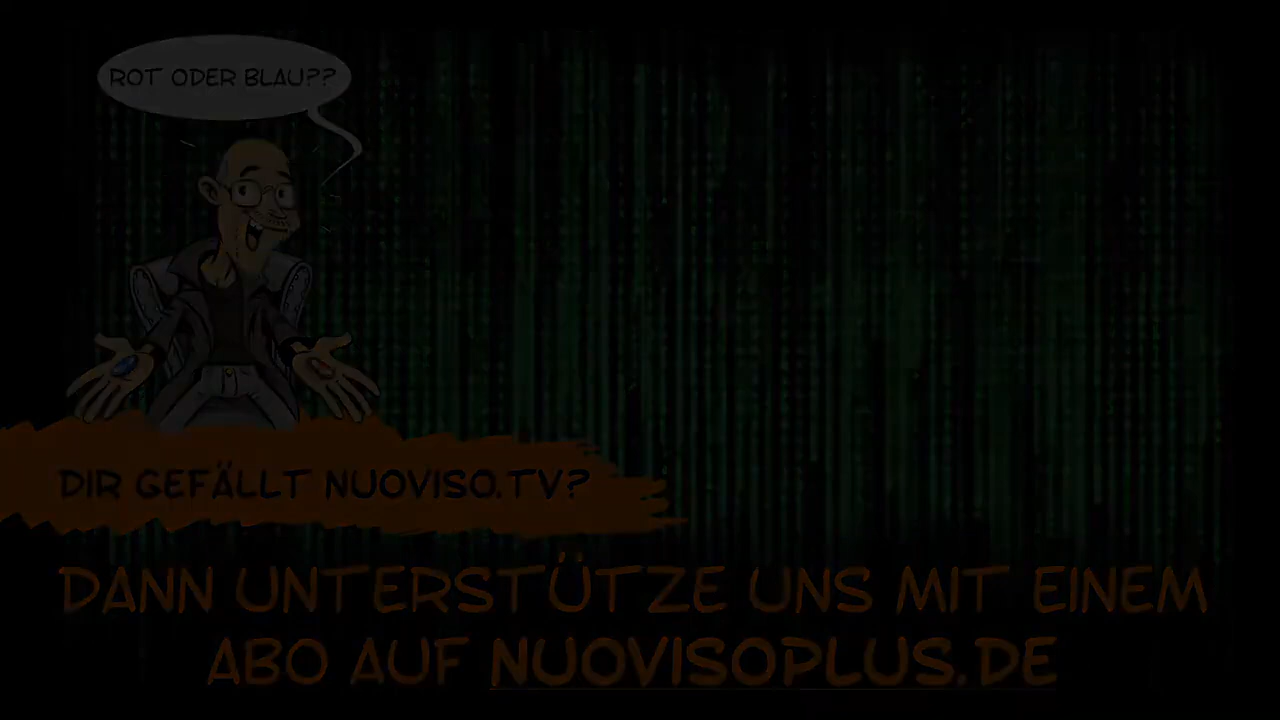 ROT ODER BLAU??
DIR GEFÄLLT NUOVISO.TV?
DANN UNTERSTÜTZE UNS MIT EINEM
ABO AUF NUOVISOPLUS.DE